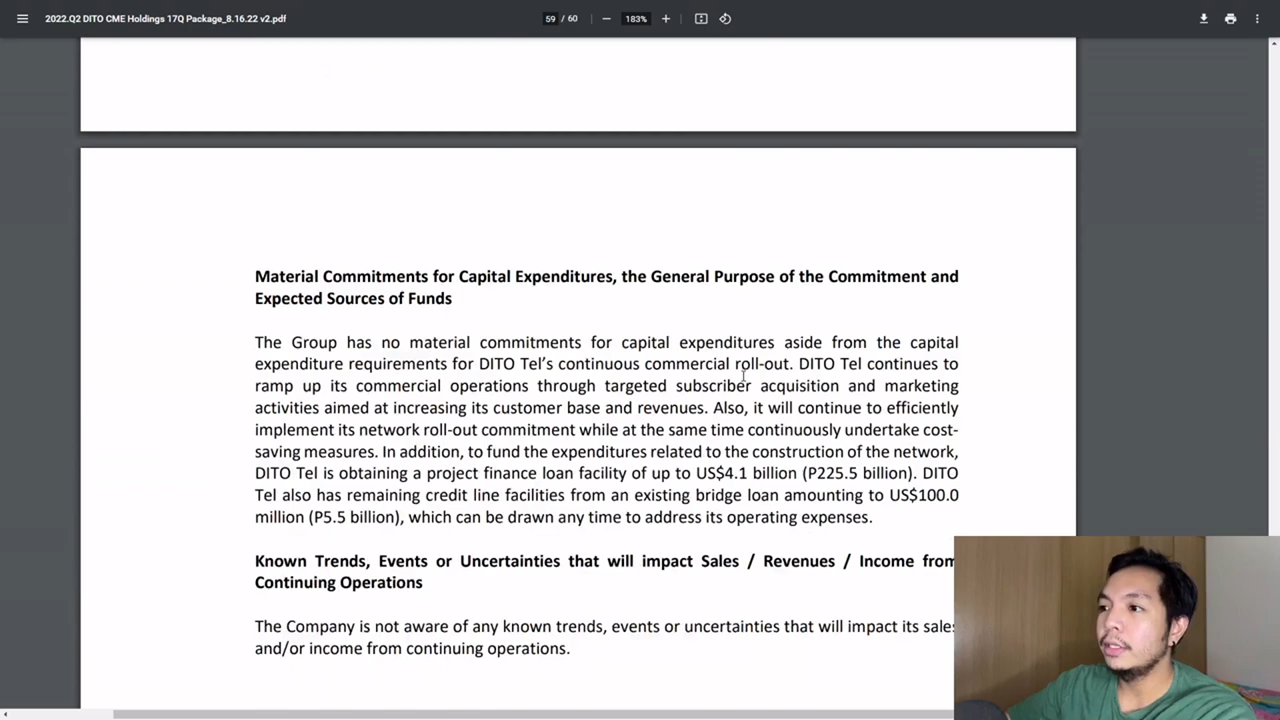 2022.Q2 DITO CME Holdings 17Q Package_8.16.22 v2.pdf
59 / 60
183%
Material Commitments for Capital Expenditures, the General Purpose of the Commitment and
Expected Sources of Funds
The Group has no material commitments for capital expenditures aside from the capital
expenditure requirements for DITO Tel’s continuous commercial roll-out. DITO Tel continues to
ramp up its commercial operations through targeted subscriber acquisition and marketing
activities aimed at increasing its customer base and revenues. Also, it will continue to efficiently
implement its network roll-out commitment while at the same time continuously undertake cost-
saving measures. In addition, to fund the expenditures related to the construction of the network,
DITO Tel is obtaining a project finance loan facility of up to US$4.1 billion (P225.5 billion). DITO
Tel also has remaining credit line facilities from an existing bridge loan amounting to US$100.0
million (P5.5 billion), which can be drawn any time to address its operating expenses.
Known Trends, Events or Uncertainties that will impact Sales / Revenues / Income from
Continuing Operations
The Company is not aware of any known trends, events or uncertainties that will impact its sales
and/or income from continuing operations.